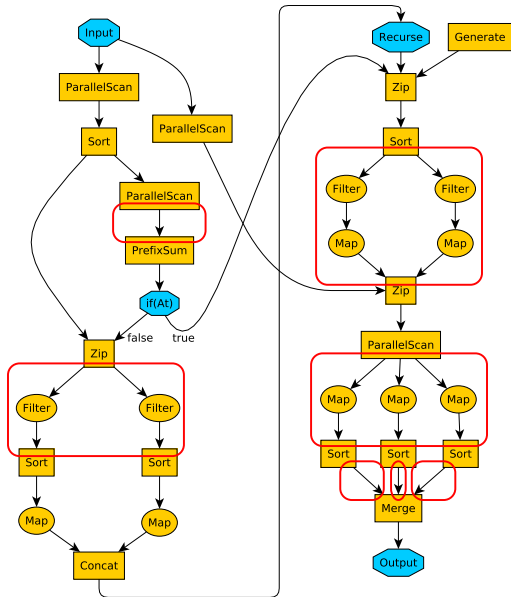 Input
ParallelScan
ParallelScan
Sort
ParallelScan
PrefixSum
if(At)
false
true
Zip
Filter
Filter
Sort
Sort
Map
Map
Concat
Recurse
Generate
Zip
Sort
Filter
Filter
Map
Map
Zip
ParallelScan
Map
Map
Map
Sort
Sort
Sort
Merge
Output